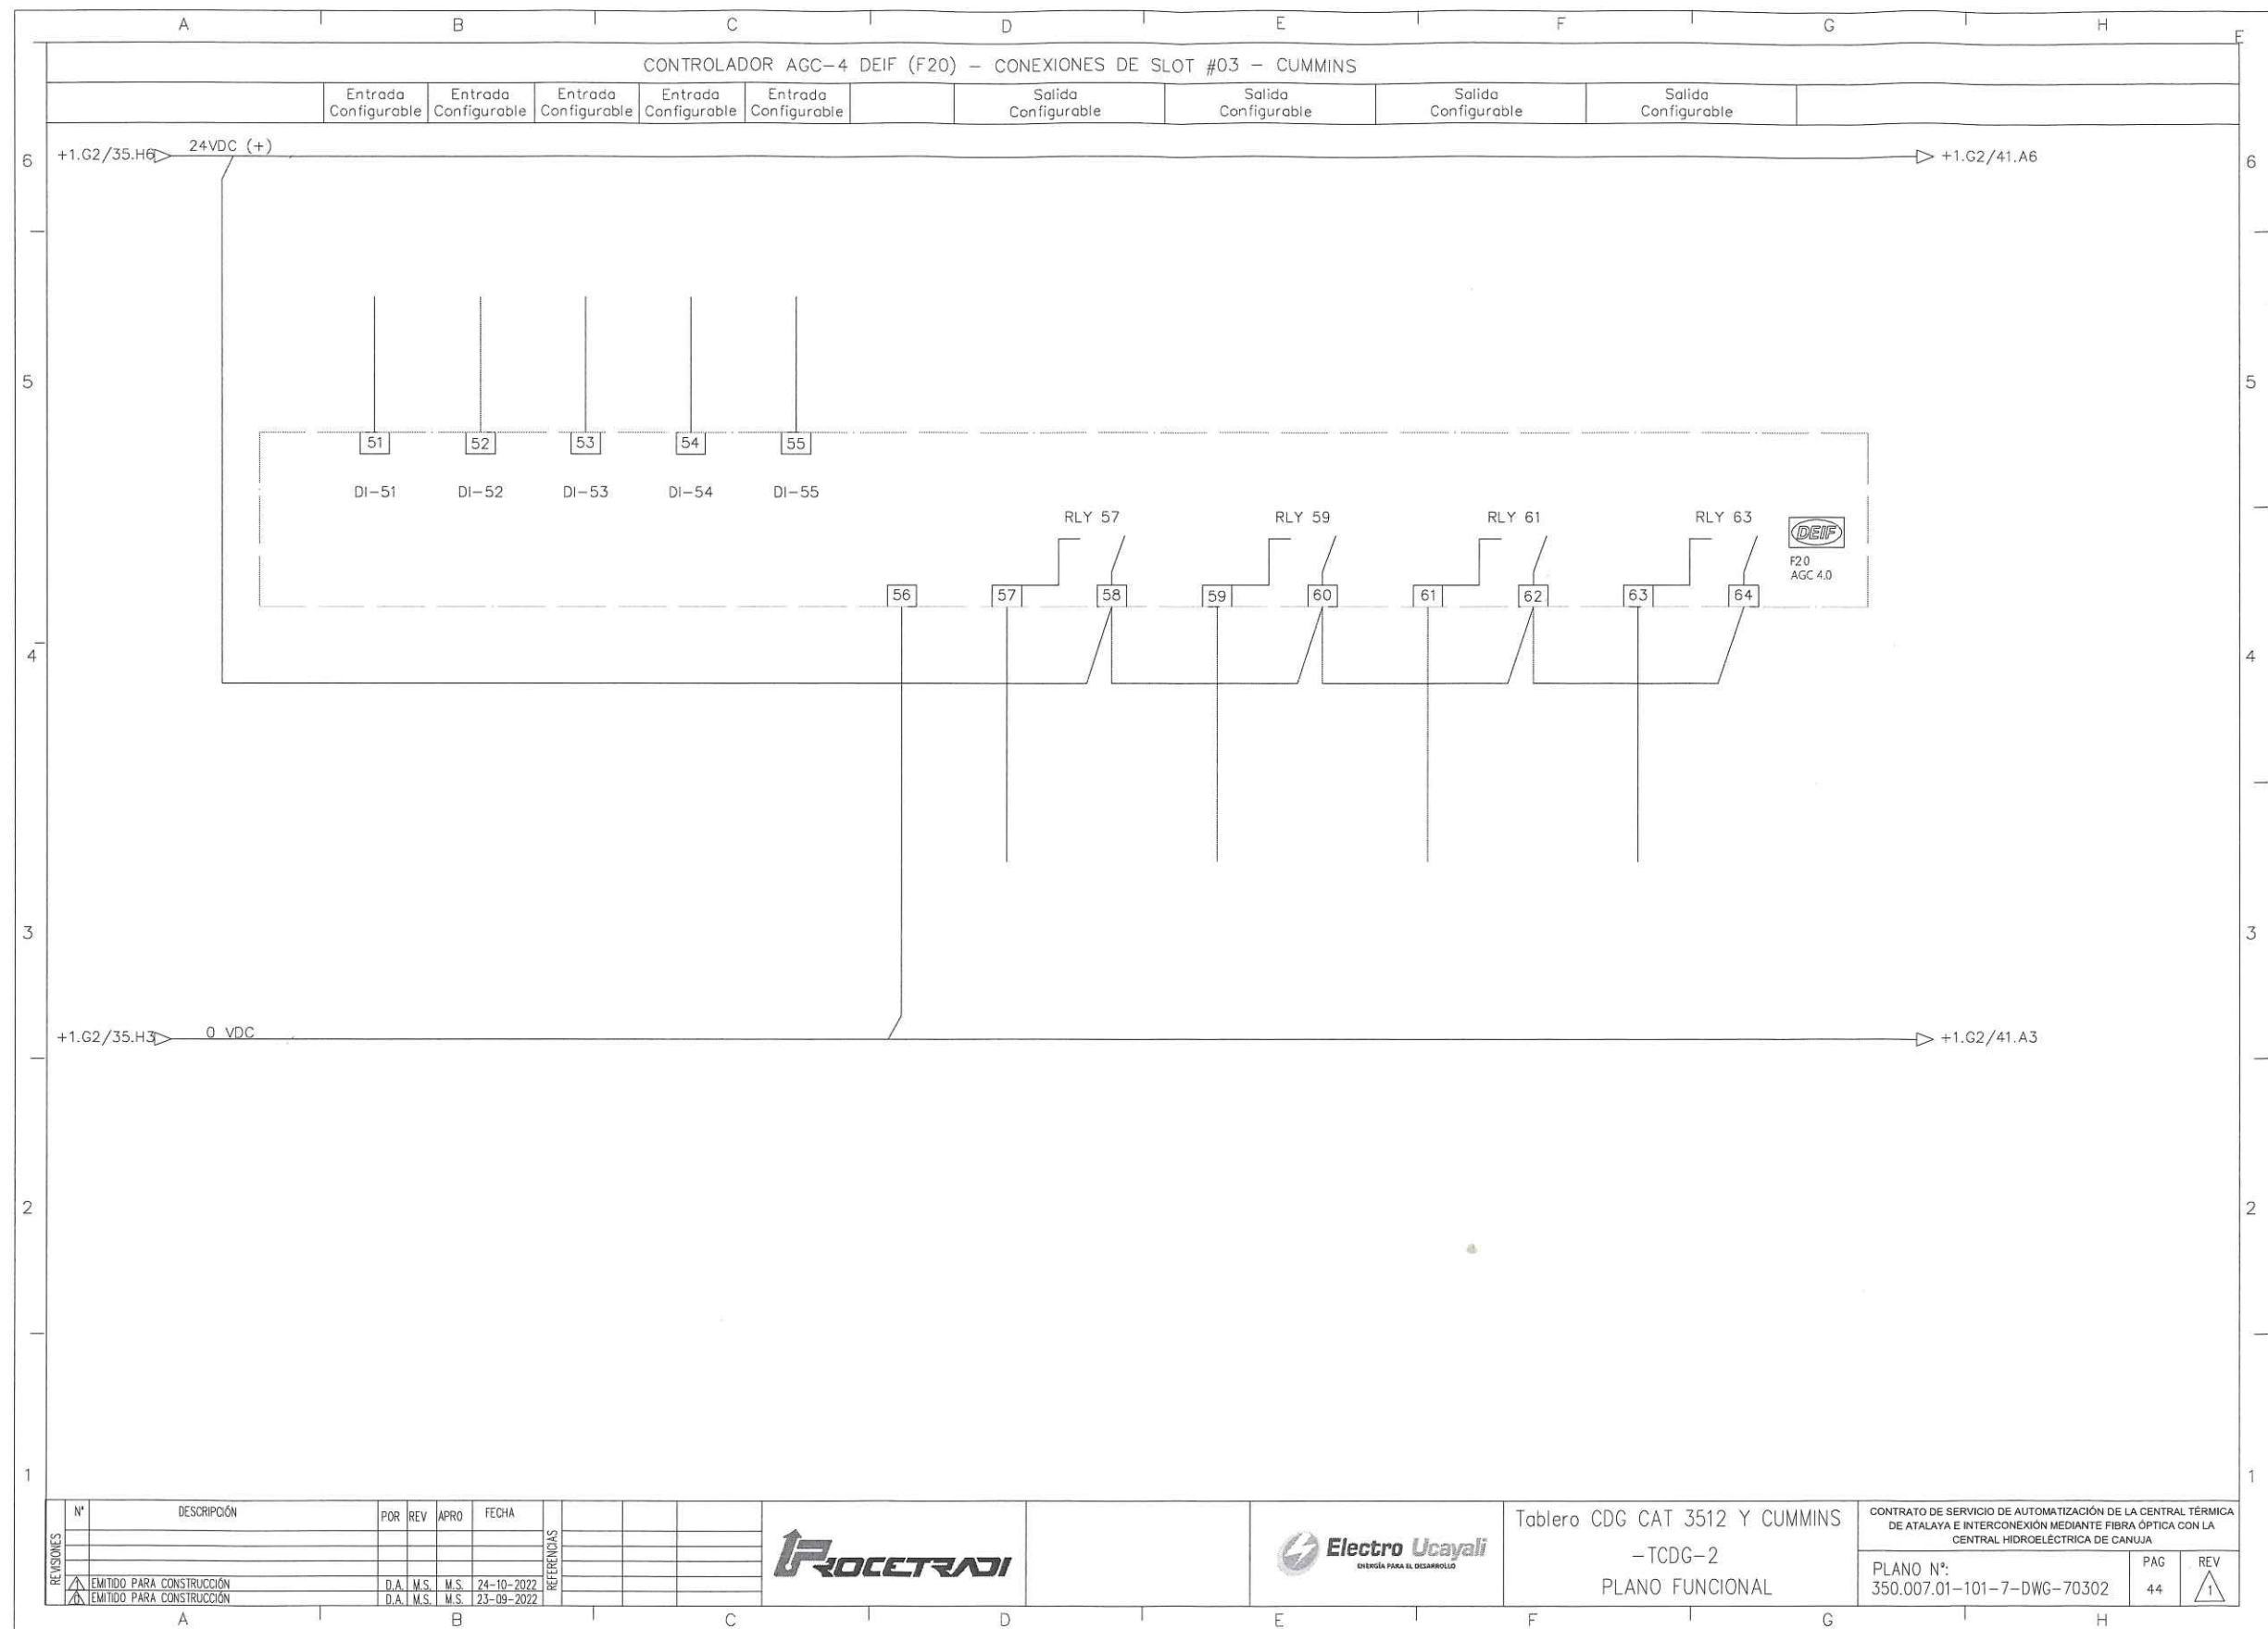 A B C D E F G H
E
CONTROLADOR AGC-4 DEIF (F20) - CONEXIONES DE SLOT #03 - CUMMINS
Entrada Configurable
Entrada Configurable
Entrada Configurable
Entrada Configurable
Entrada Configurable
Salida Configurable
Salida Configurable
Salida Configurable
Salida Configurable
6 +1.G2/35.H6 24VDC (+) +1.G2/41.A6 6
5 5
51 52 53 54 55
DI-51 DI-52 DI-53 DI-54 DI-55
RLY 57 RLY 59 RLY 61 RLY 63
DEIF
F20
AGC 4.0
56 57 58 59 60 61 62 63 64
4 4
3 3
+1.G2/35.H3 0 VDC +1.G2/41.A3
2 2
1 1
REVISIONES
N° DESCRIPCIÓN POR REV APRO FECHA
1 EMITIDO PARA CONSTRUCCIÓN D.A. M.S. M.S. 24-10-2022
0 EMITIDO PARA CONSTRUCCIÓN D.A. M.S. M.S. 23-09-2022
REFERENCIAS
PROCETRADI
Electro Ucayali
ENERGÍA PARA EL DESARROLLO
Tablero CDG CAT 3512 Y CUMMINS
-TCDG-2
PLANO FUNCIONAL
CONTRATO DE SERVICIO DE AUTOMATIZACIÓN DE LA CENTRAL TÉRMICA
DE ATALAYA E INTERCONEXIÓN MEDIANTE FIBRA ÓPTICA CON LA
CENTRAL HIDROELÉCTRICA DE CANUJA
PLANO N°:
350.007.01-101-7-DWG-70302
PAG
44
REV
1
A B C D E F G H